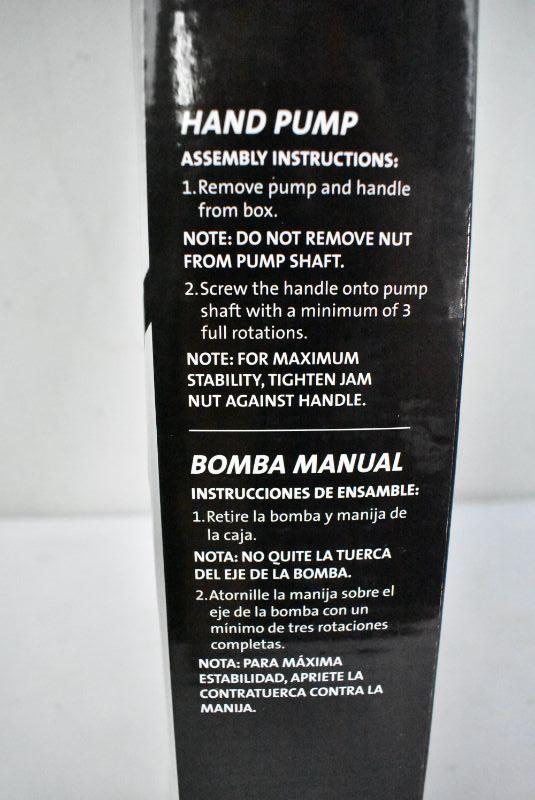 HAND PUMP
ASSEMBLY INSTRUCTIONS:
1.Remove pump and handle
from box.
NOTE: DO NOT REMOVE NUT
FROM PUMP SHAFT.
2.Screw the handle onto pump
shaft with a minimum of 3
full rotations.
NOTE: FOR MAXIMUM
STABILITY, TIGHTEN JAM
NUT AGAINST HANDLE.
BOMBA MANUAL
INSTRUCCIONES DE ENSAMBLE:
1.Retire la bomba y manija de
la caja.
NOTA: NO QUITE LA TUERCA
DEL EJE DE LA BOMBA.
2.Atornille la manija sobre el
eje de la bomba con un
mínimo de tres rotaciones
completas.
NOTA: PARA MÁXIMA
ESTABILIDAD, APRIETE LA
CONTRATUERCA CONTRA LA
MANIJA.